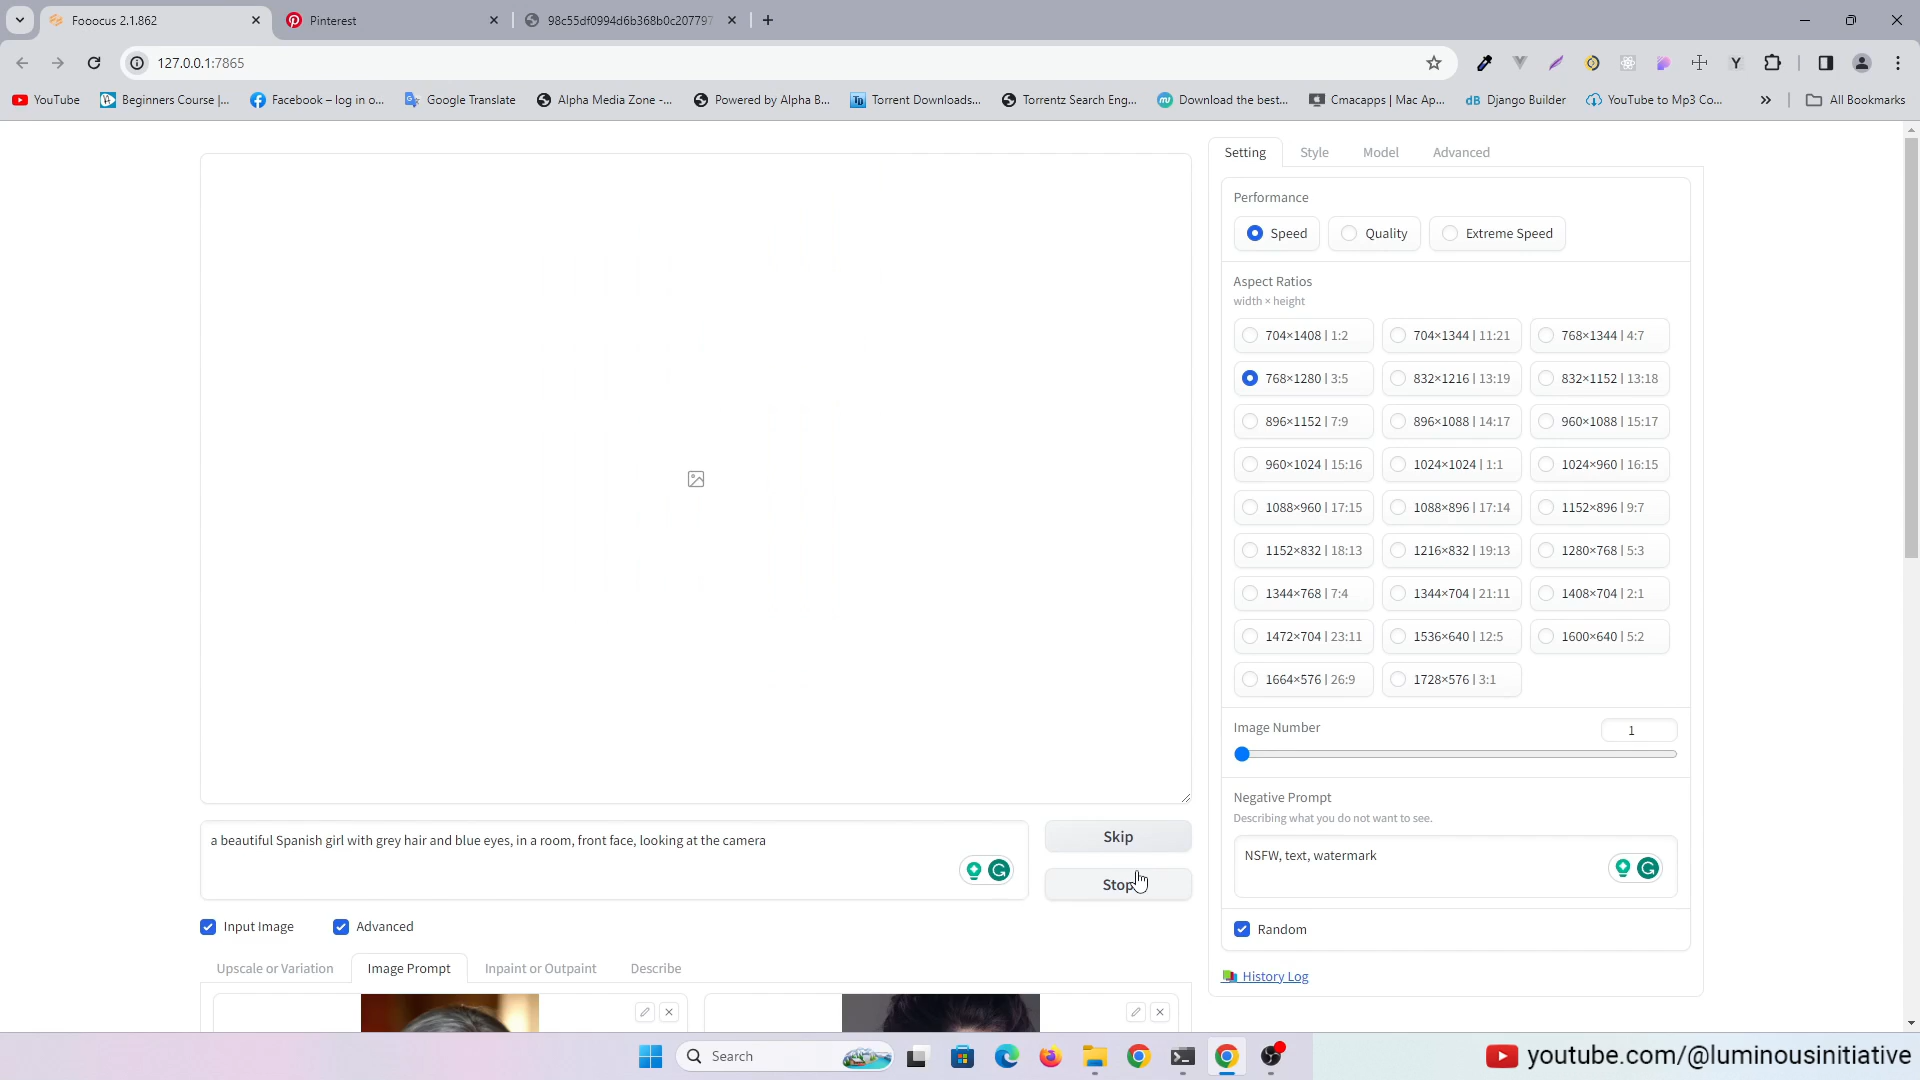 Fooocus 2.1.862
Pinterest
98c55df0994d6b368b0c207797
127.0.0.1:7865
YouTube
Beginners Course |...
Facebook – log in o...
Google Translate
Alpha Media Zone -...
Powered by Alpha B...
Torrent Downloads...
Torrentz Search Eng...
Download the best...
Cmacapps | Mac Ap...
Django Builder
YouTube to Mp3 Co...
All Bookmarks
Setting
Style
Model
Advanced
Performance
Speed
Quality
Extreme Speed
Aspect Ratios
width × height
704×1408 | 1:2
704×1344 | 11:21
768×1344 | 4:7
768×1280 | 3:5
832×1216 | 13:19
832×1152 | 13:18
896×1152 | 7:9
896×1088 | 14:17
960×1088 | 15:17
960×1024 | 15:16
1024×1024 | 1:1
1024×960 | 16:15
1088×960 | 17:15
1088×896 | 17:14
1152×896 | 9:7
1152×832 | 18:13
1216×832 | 19:13
1280×768 | 5:3
1344×768 | 7:4
1344×704 | 21:11
1408×704 | 2:1
1472×704 | 23:11
1536×640 | 12:5
1600×640 | 5:2
1664×576 | 26:9
1728×576 | 3:1
Image Number
1
Negative Prompt
Describing what you do not want to see.
NSFW, text, watermark
Random
History Log
a beautiful Spanish girl with grey hair and blue eyes, in a room, front face, looking at the camera
Skip
Stop
Input Image
Advanced
Upscale or Variation
Image Prompt
Inpaint or Outpaint
Describe
Search
youtube.com/@luminousinitiative